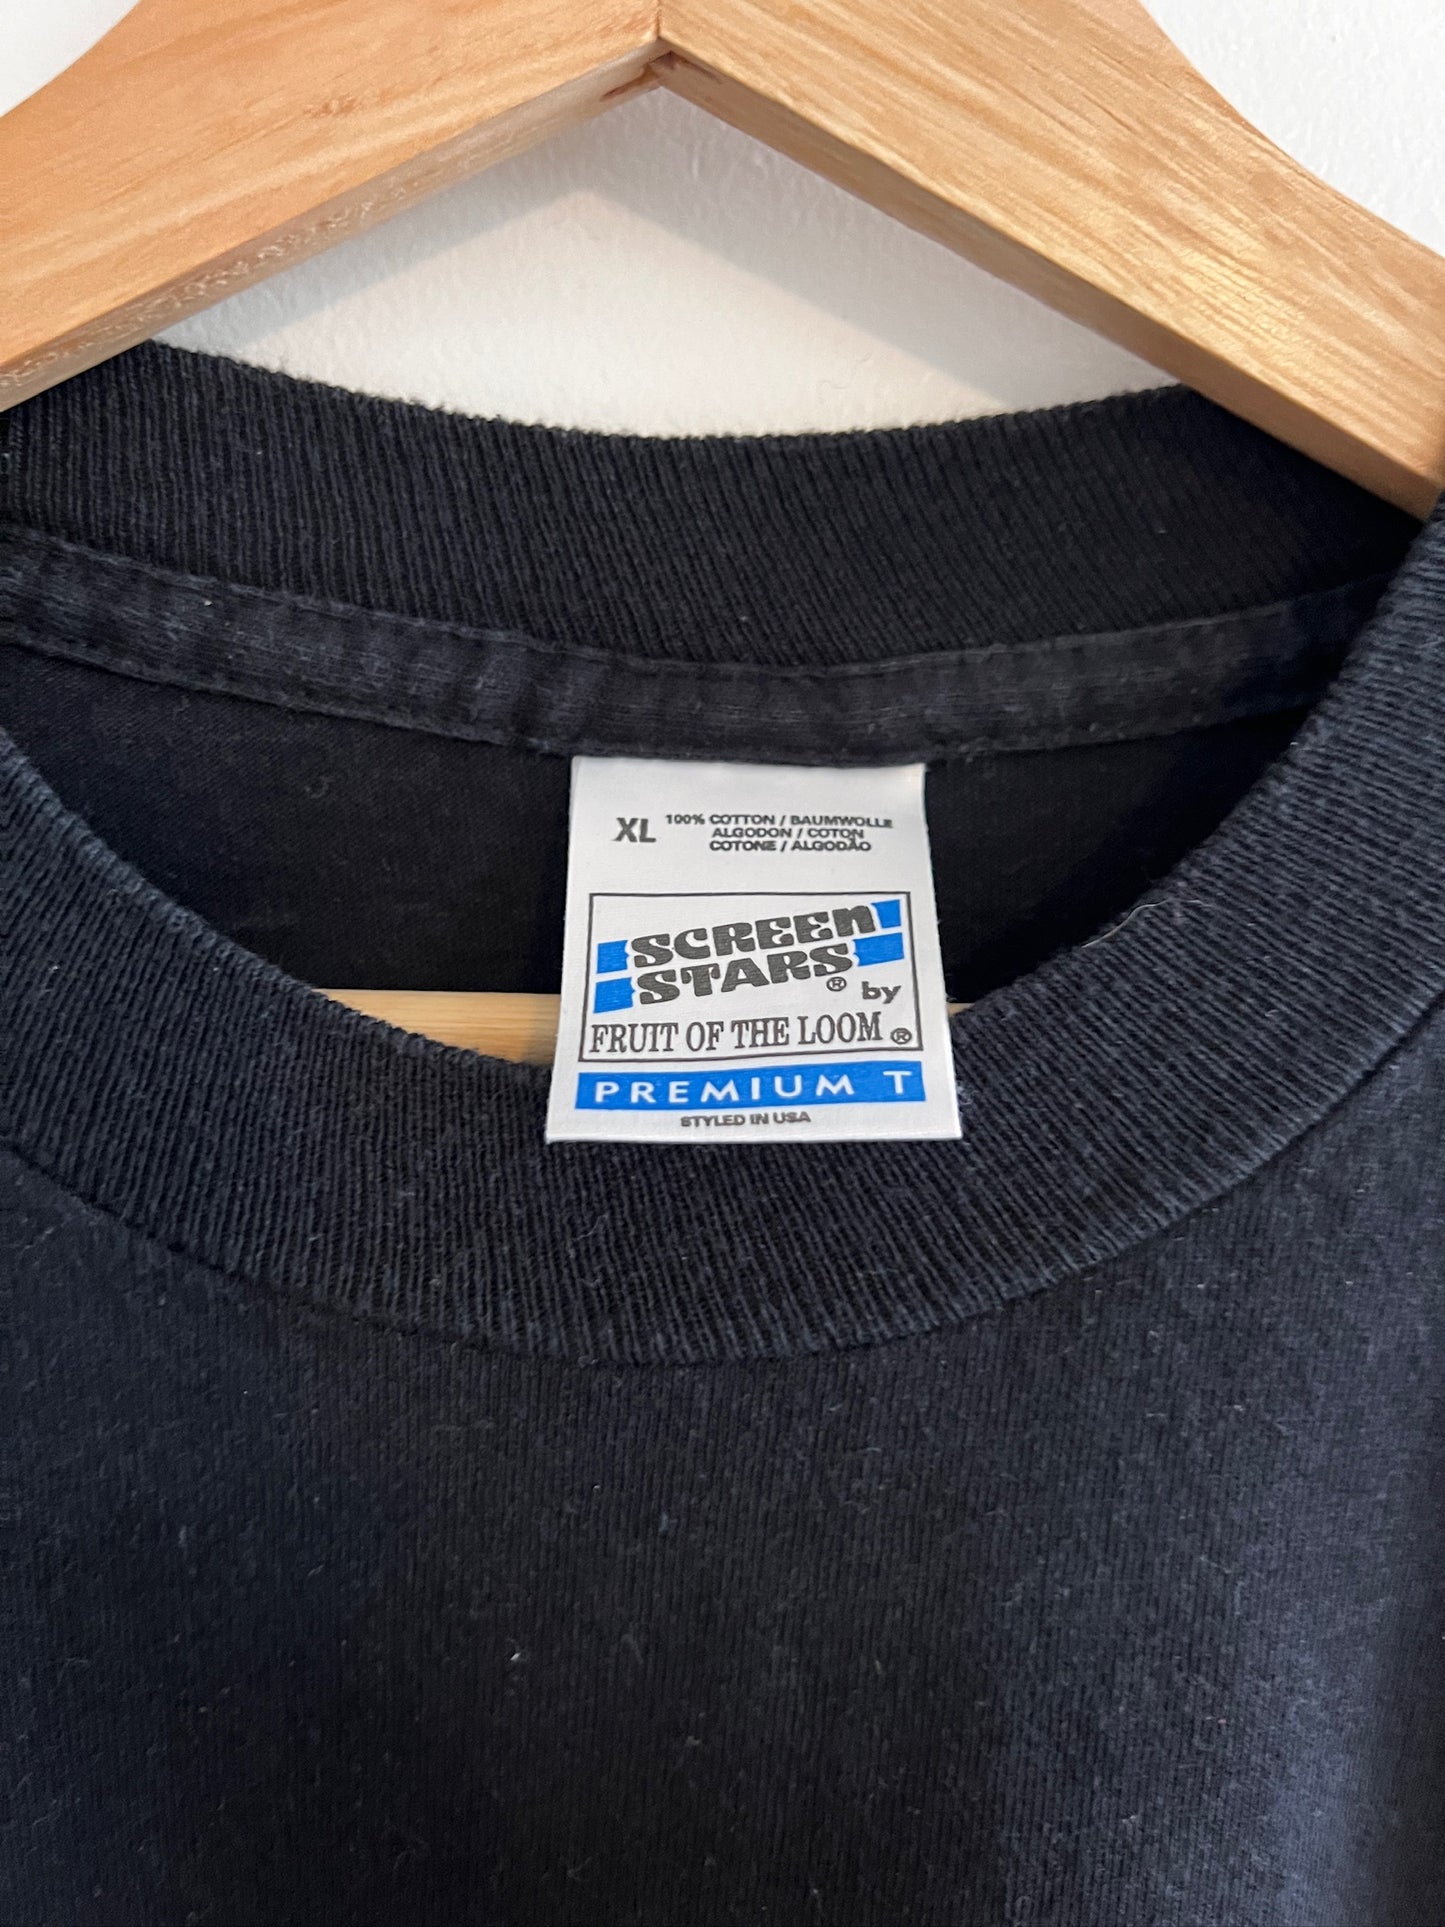 XL 100% COTTON / BAUMWOLLE
ALGODON / COTON
COTONE / ALGODÃO
SCREEN
STARS® by
FRUIT OF THE LOOM®
PREMIUM T
STYLED IN USA